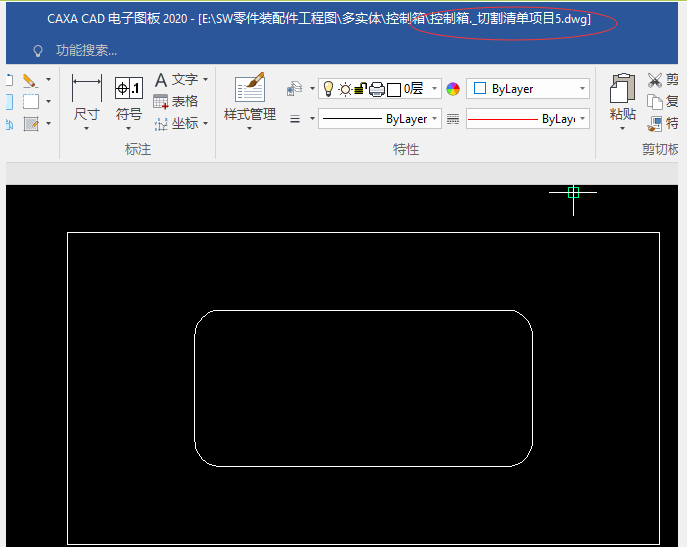 CAXA CAD 电子图板 2020 - [E:\SW零件装配件工程图\多实体\控制箱\控制箱._切割清单项目5.dwg]
功能搜索...
尺寸
符号
文字
表格
坐标
标注
样式管理
0层
ByLayer
ByLayer
ByLaye
特性
粘贴
剪
复
特
剪切板